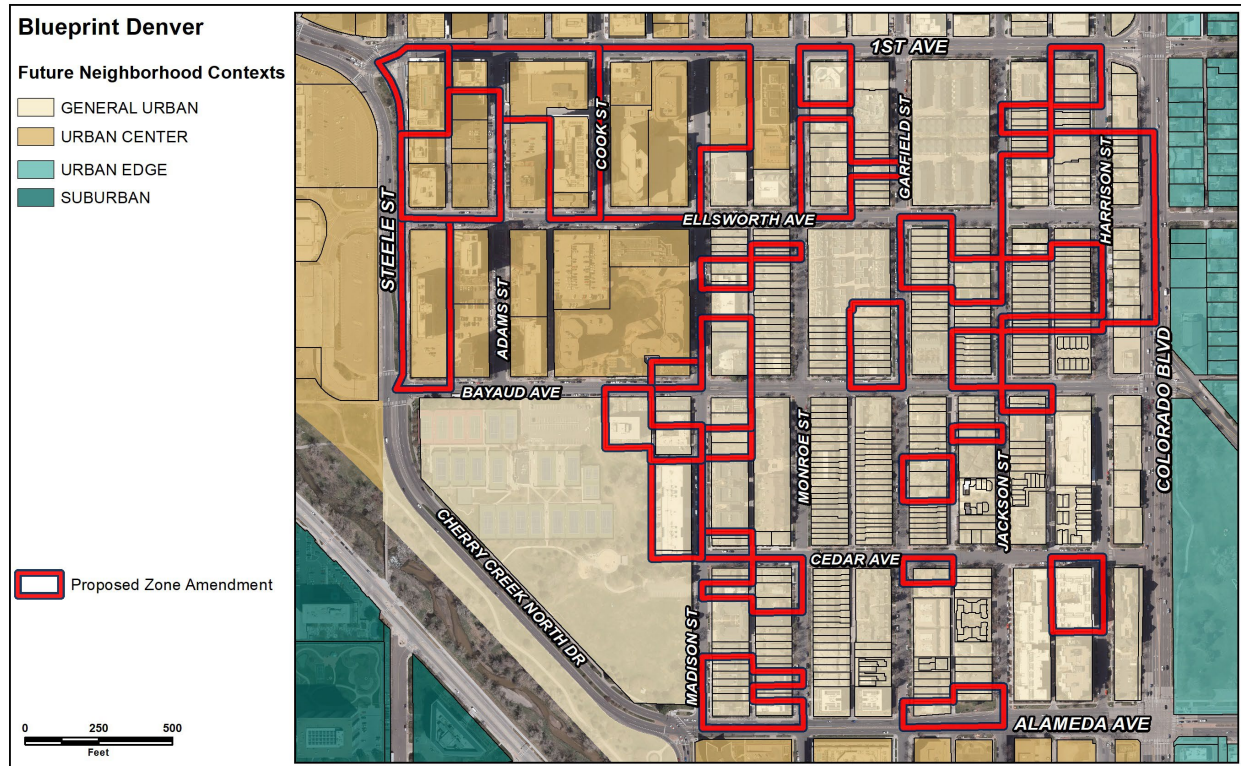 Blueprint Denver
Future Neighborhood Contexts
GENERAL URBAN
URBAN CENTER
URBAN EDGE
SUBURBAN
Proposed Zone Amendment
0 250 500
Feet
1ST AVE
COOK ST
GARFIELD ST
HARRISON ST
ELLSWORTH AVE
STEELE ST
ADAMS ST
BAYAUD AVE
COLORADO BLVD
MONROE ST
JACKSON ST
CHERRY CREEK NORTH DR
CEDAR AVE
MADISON ST
ALAMEDA AVE